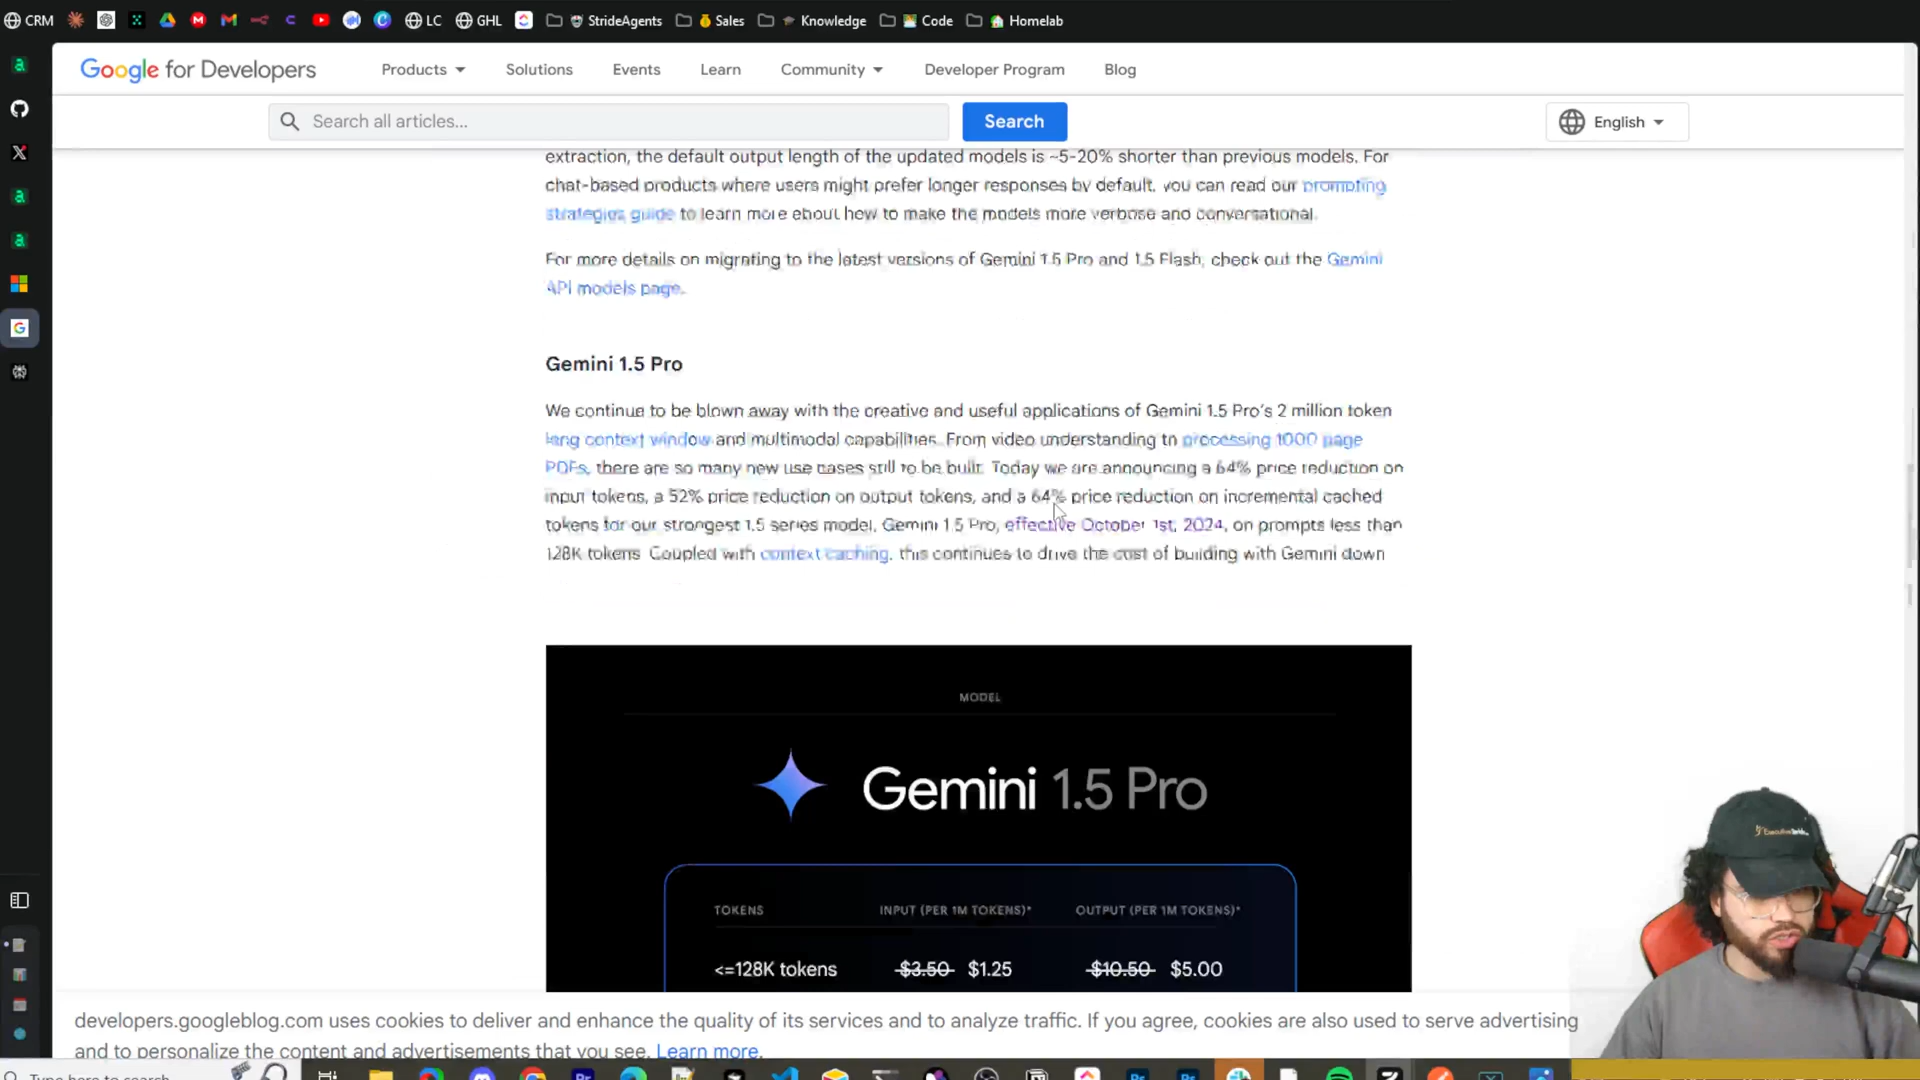 CRM
LC
GHL
StrideAgents
Sales
Knowledge
Code
Homelab
Google for Developers
Products
Solutions
Events
Learn
Community
Developer Program
Blog
Search all articles...
Search
English
extraction, the default output length of the updated models is ~5-20% shorter than previous models. For
chat-based products where users might prefer longer responses by default, you can read our prompting
strategies guide to learn more about how to make the models more verbose and conversational.
For more details on migrating to the latest versions of Gemini 1.5 Pro and 1.5 Flash, check out the Gemini
API models page.
Gemini 1.5 Pro
We continue to be blown away with the creative and useful applications of Gemini 1.5 Pro's 2 million token
long context window and multimodal capabilities. From video understanding to processing 1000 page
PDFs, there are so many new use cases still to be built. Today we are announcing a 64% price reduction on
input tokens, a 52% price reduction on output tokens, and a 64% price reduction on incremental cached
tokens for our strongest 1.5 series model, Gemini 1.5 Pro, effective October 1st, 2024, on prompts less than
128K tokens. Coupled with context caching, this continues to drive the cost of building with Gemini down
MODEL
Gemini 1.5 Pro
TOKENS INPUT (PER 1M TOKENS)* OUTPUT (PER 1M TOKENS)*
<=128K tokens $3.50 $1.25 $10.50 $5.00
developers.googleblog.com uses cookies to deliver and enhance the quality of its services and to analyze traffic. If you agree, cookies are also used to serve advertising
and to personalize the content and advertisements that you see. Learn more.
Type here to search